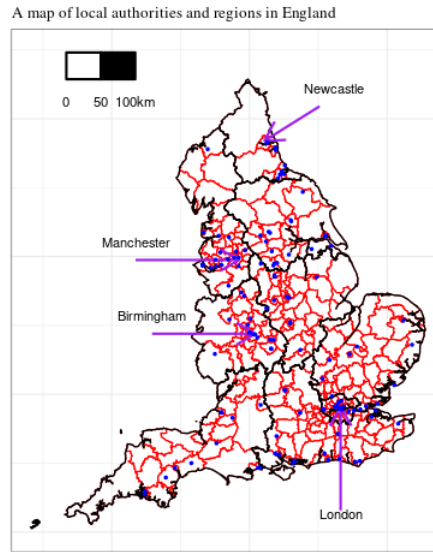 A map of local authorities and regions in England
0 50 100km
Newcastle
Manchester
Birmingham
London